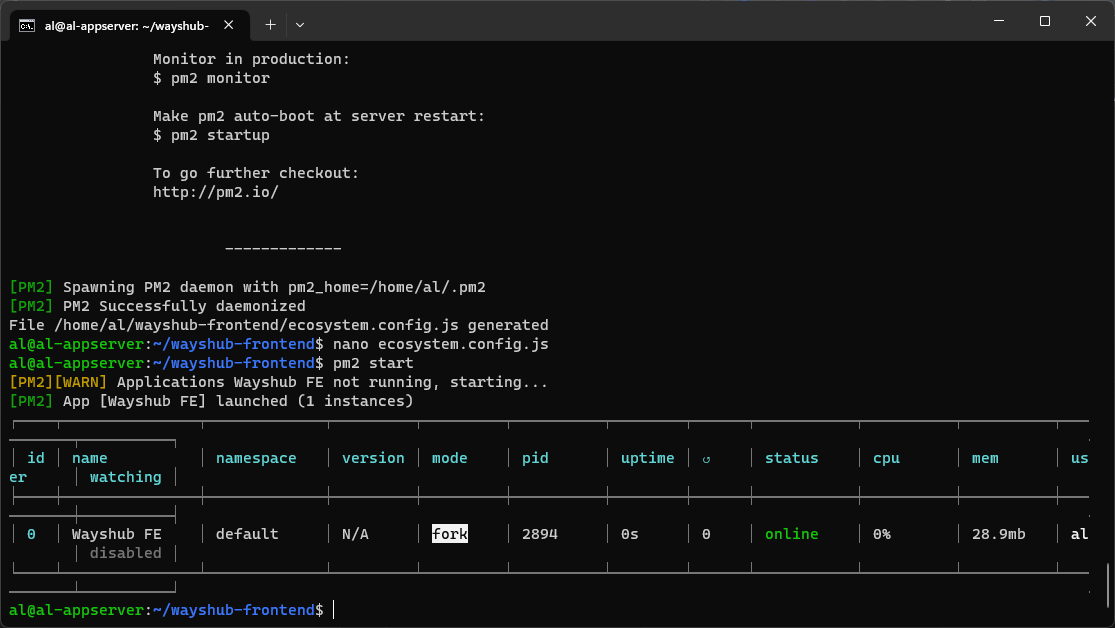 al@al-appserver: ~/wayshub-
Monitor in production:
$ pm2 monitor
Make pm2 auto-boot at server restart:
$ pm2 startup
To go further checkout:
http://pm2.io/
-------------
[PM2] Spawning PM2 daemon with pm2_home=/home/al/.pm2
[PM2] PM2 Successfully daemonized
File /home/al/wayshub-frontend/ecosystem.config.js generated
al@al-appserver:~/wayshub-frontend$ nano ecosystem.config.js
al@al-appserver:~/wayshub-frontend$ pm2 start
[PM2][WARN] Applications Wayshub FE not running, starting...
[PM2] App [Wayshub FE] launched (1 instances)
│ id │ name │ namespace │ version │ mode │ pid │ uptime │ ↺ │ status │ cpu │ mem │ us
er │ watching │
│ 0 │ Wayshub FE │ default │ N/A │ fork │ 2894 │ 0s │ 0 │ online │ 0% │ 28.9mb │ al
│ disabled │
al@al-appserver:~/wayshub-frontend$